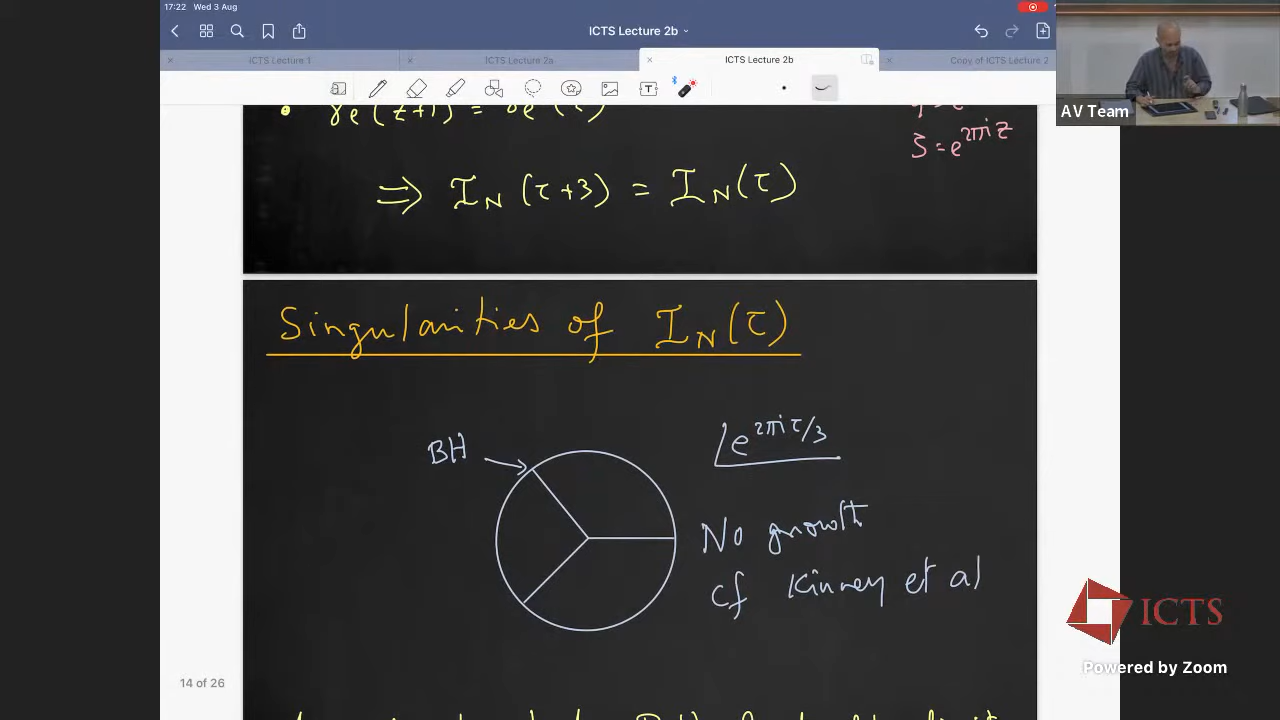 17:22 Wed 3 Aug
ICTS Lecture 2b
ICTS Lecture 1
ICTS Lecture 2a
ICTS Lecture 2b
Copy of ICTS Lecture 2
AV Team
ζ = e^{2πiz}
⇒ I_N (τ+3) = I_N(τ)
Singularities of I_N(τ)
BH
e^{2πiτ/3}
No growth
cf Kinney et al
ICTS
Powered by Zoom
14 of 26